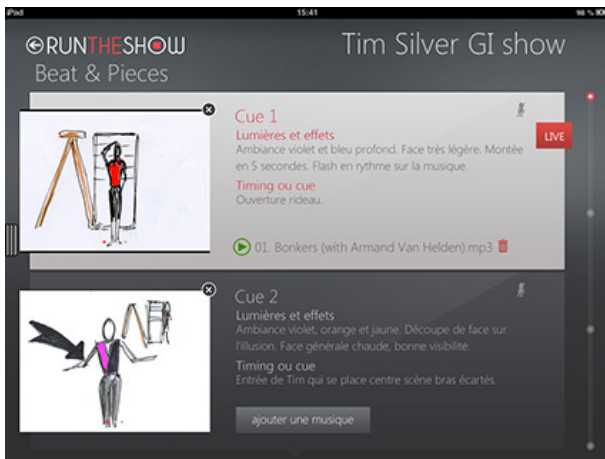 iPad
15:41
98 %
RUNTHESHOW
Tim Silver GI show
Beat & Pieces
Cue 1
Lumières et effets
Ambiance violet et bleu profond. Face très légère. Montée
en 5 secondes. Flash en rythme sur la musique.
LIVE
Timing ou cue
Ouverture rideau.
01. Bonkers (with Armand Van Helden).mp3
Cue 2
Lumières et effets
Ambiance violet, orange et jaune. Découpe de face sur
l'illusion. Face générale chaude, bonne visibilité.
Timing ou cue
Entrée de Tim qui se place centre scène bras écartés.
ajouter une musique